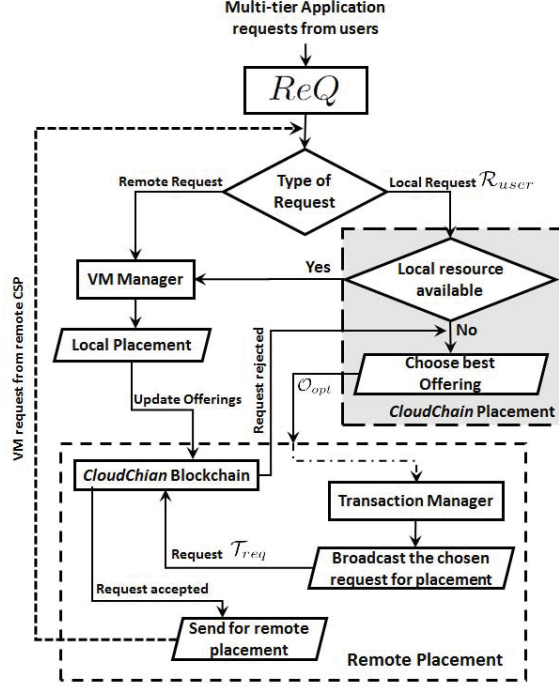 Multi-tier Application
requests from users
ReQ
Type of
Request
Remote Request
Local Request R_user
VM Manager
Yes
Local resource
available
No
Local Placement
Choose best
Offering
CloudChain Placement
Request rejected
O_opt
Update Offerings
VM request from remote CSP
CloudChian Blockchain
Transaction Manager
Request T_req
Broadcast the chosen
request for placement
Request accepted
Send for remote
placement
Remote Placement